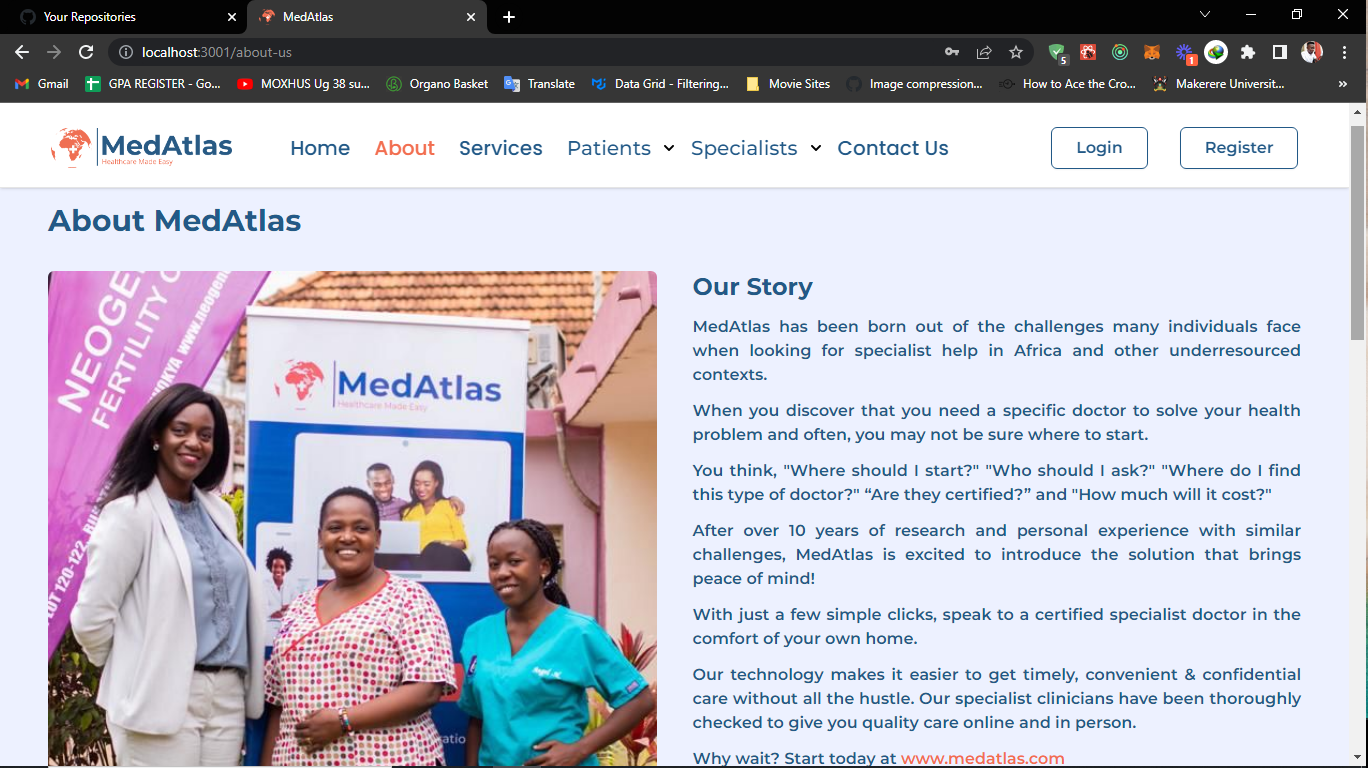 Your Repositories
MedAtlas
localhost:3001/about-us
5
1
Gmail
GPA REGISTER - Go...
MOXHUS Ug 38 su...
Organo Basket
Translate
Data Grid - Filtering...
Movie Sites
Image compression...
How to Ace the Cro...
Makerere Universit...
»
MedAtlas
Healthcare Made Easy
Home
About
Services
Patients
Specialists
Contact Us
Login
Register
About MedAtlas
NEOGE
FERTILITY C
www.neogen
LOT 120-122, BU
MedAtlas
Healthcare Made Easy
Our Story
MedAtlas has been born out of the challenges many individuals face
when looking for specialist help in Africa and other underresourced
contexts.
When you discover that you need a specific doctor to solve your health
problem and often, you may not be sure where to start.
You think, "Where should I start?" "Who should I ask?" "Where do I find
this type of doctor?" “Are they certified?” and "How much will it cost?"
After over 10 years of research and personal experience with similar
challenges, MedAtlas is excited to introduce the solution that brings
peace of mind!
With just a few simple clicks, speak to a certified specialist doctor in the
comfort of your own home.
Our technology makes it easier to get timely, convenient & confidential
care without all the hustle. Our specialist clinicians have been thoroughly
checked to give you quality care online and in person.
Why wait? Start today at www.medatlas.com